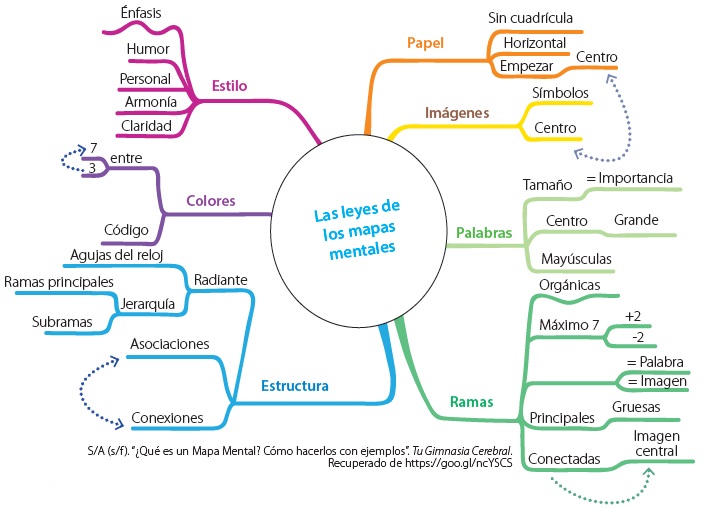 Las leyes de
los mapas
mentales
Papel
Sin cuadrícula
Horizontal
Empezar
Centro
Imágenes
Símbolos
Centro
Palabras
Tamaño
= Importancia
Centro
Grande
Mayúsculas
Ramas
Orgánicas
Máximo 7
+2
-2
= Palabra
= Imagen
Principales
Gruesas
Conectadas
Imagen
central
Estructura
Radiante
Agujas del reloj
Jerarquía
Ramas principales
Subramas
Asociaciones
Conexiones
Colores
entre
7
3
Código
Estilo
Énfasis
Humor
Personal
Armonía
Claridad
S/A (s/f). “¿Qué es un Mapa Mental? Cómo hacerlos con ejemplos”. Tu Gimnasia Cerebral.
Recuperado de https://goo.gl/ncYSCS